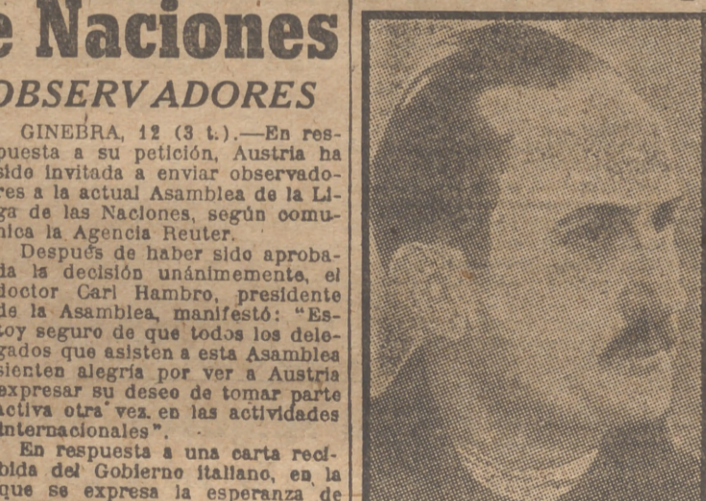 e Naciones
OBSERVADORES
GINEBRA, 12 (3 t.).—En res-
puesta a su petición, Austria ha
sido invitada a enviar observado-
res a la actual Asamblea de la Li-
ga de las Naciones, según comu-
nica la Agencia Reuter.
Después de haber sido aproba-
da la decisión unánimemente, el
doctor Carl Hambro, presidente
de la Asamblea, manifestó: "Es-
toy seguro de que todos los dele-
gados que asisten a esta Asamblea
sienten alegría por ver a Austria
expresar su deseo de tomar parte
activa otra vez. en las actividades
internacionales".
En respuesta a una carta reci-
bida del Gobierno italiano, en la
que se expresa la esperanza de